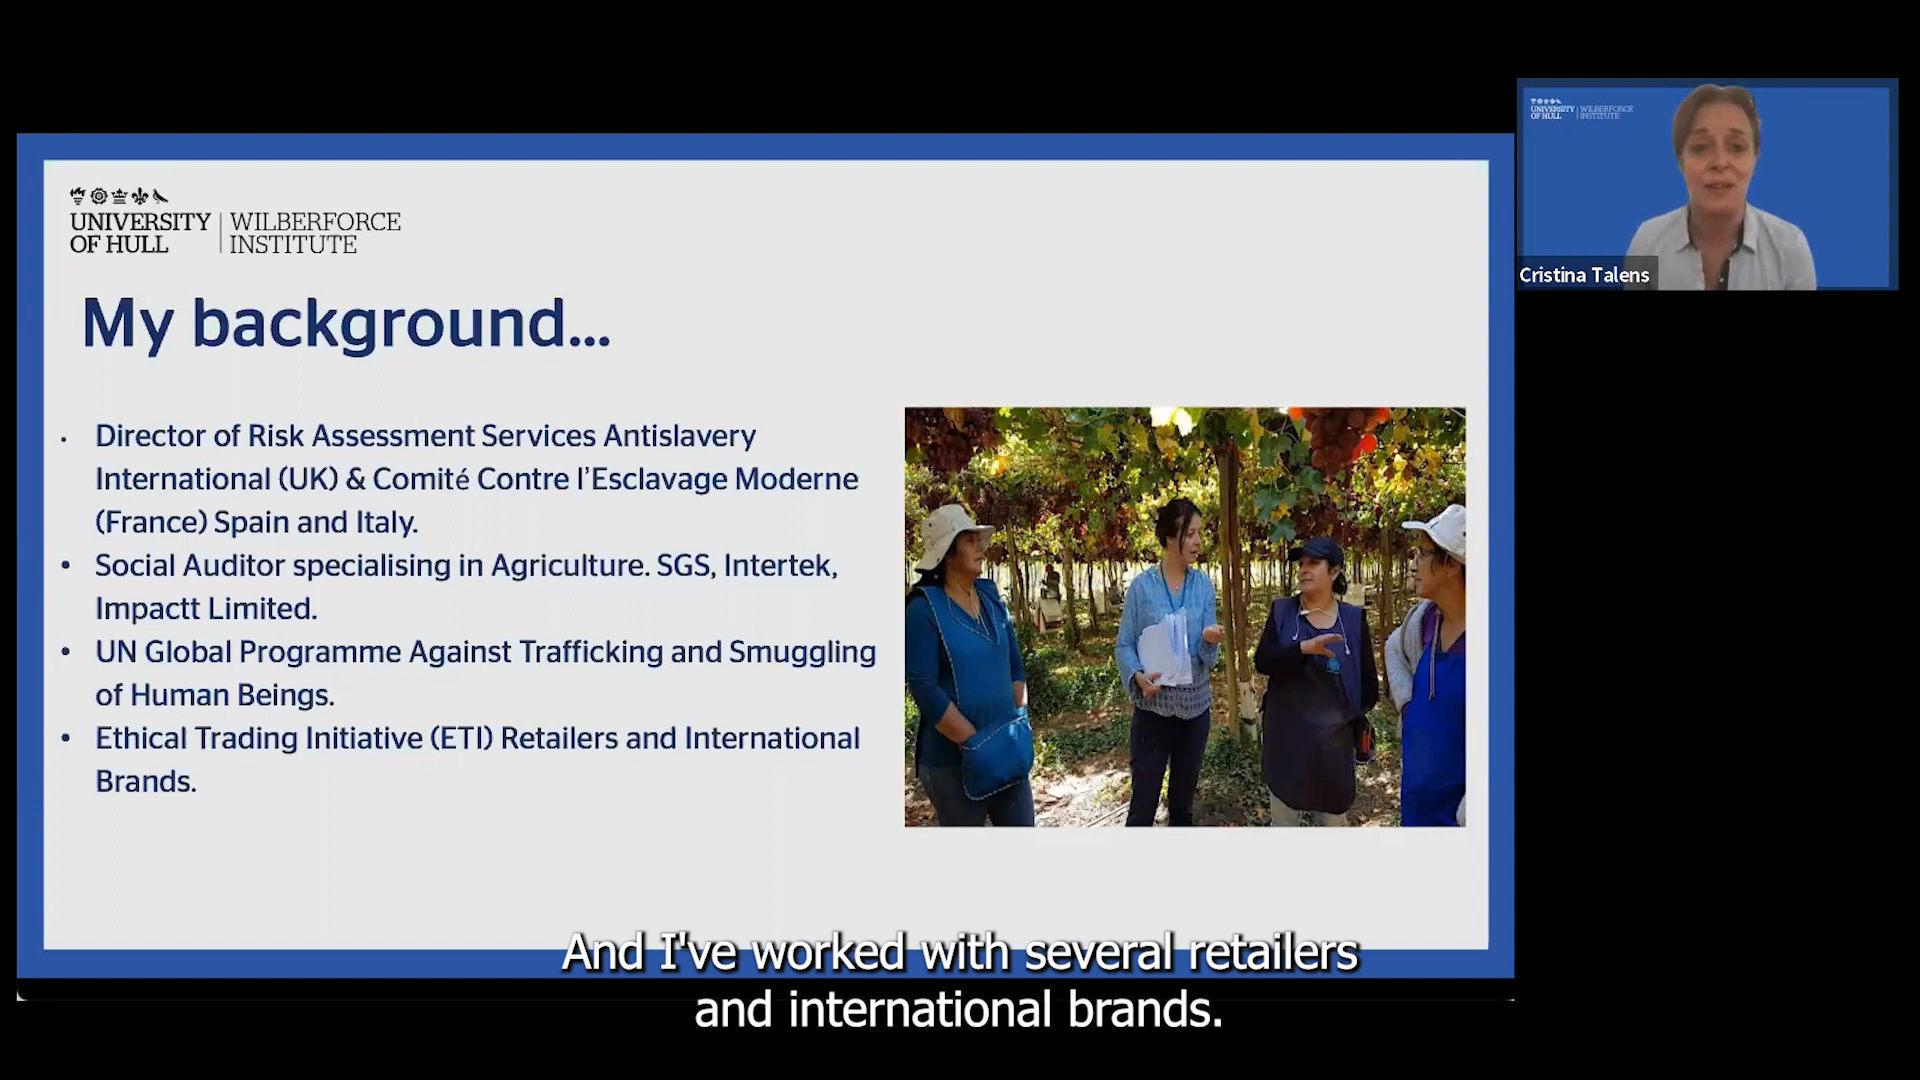 UNIVERSITY OF HULL | WILBERFORCE INSTITUTE
My background...
• Director of Risk Assessment Services Antislavery
International (UK) & Comité Contre l’Esclavage Moderne
(France) Spain and Italy.
• Social Auditor specialising in Agriculture. SGS, Intertek,
Impactt Limited.
• UN Global Programme Against Trafficking and Smuggling
of Human Beings.
• Ethical Trading Initiative (ETI) Retailers and International
Brands.
UNIVERSITY OF HULL | WILBERFORCE INSTITUTE
Cristina Talens
And I've worked with several retailers
and international brands.